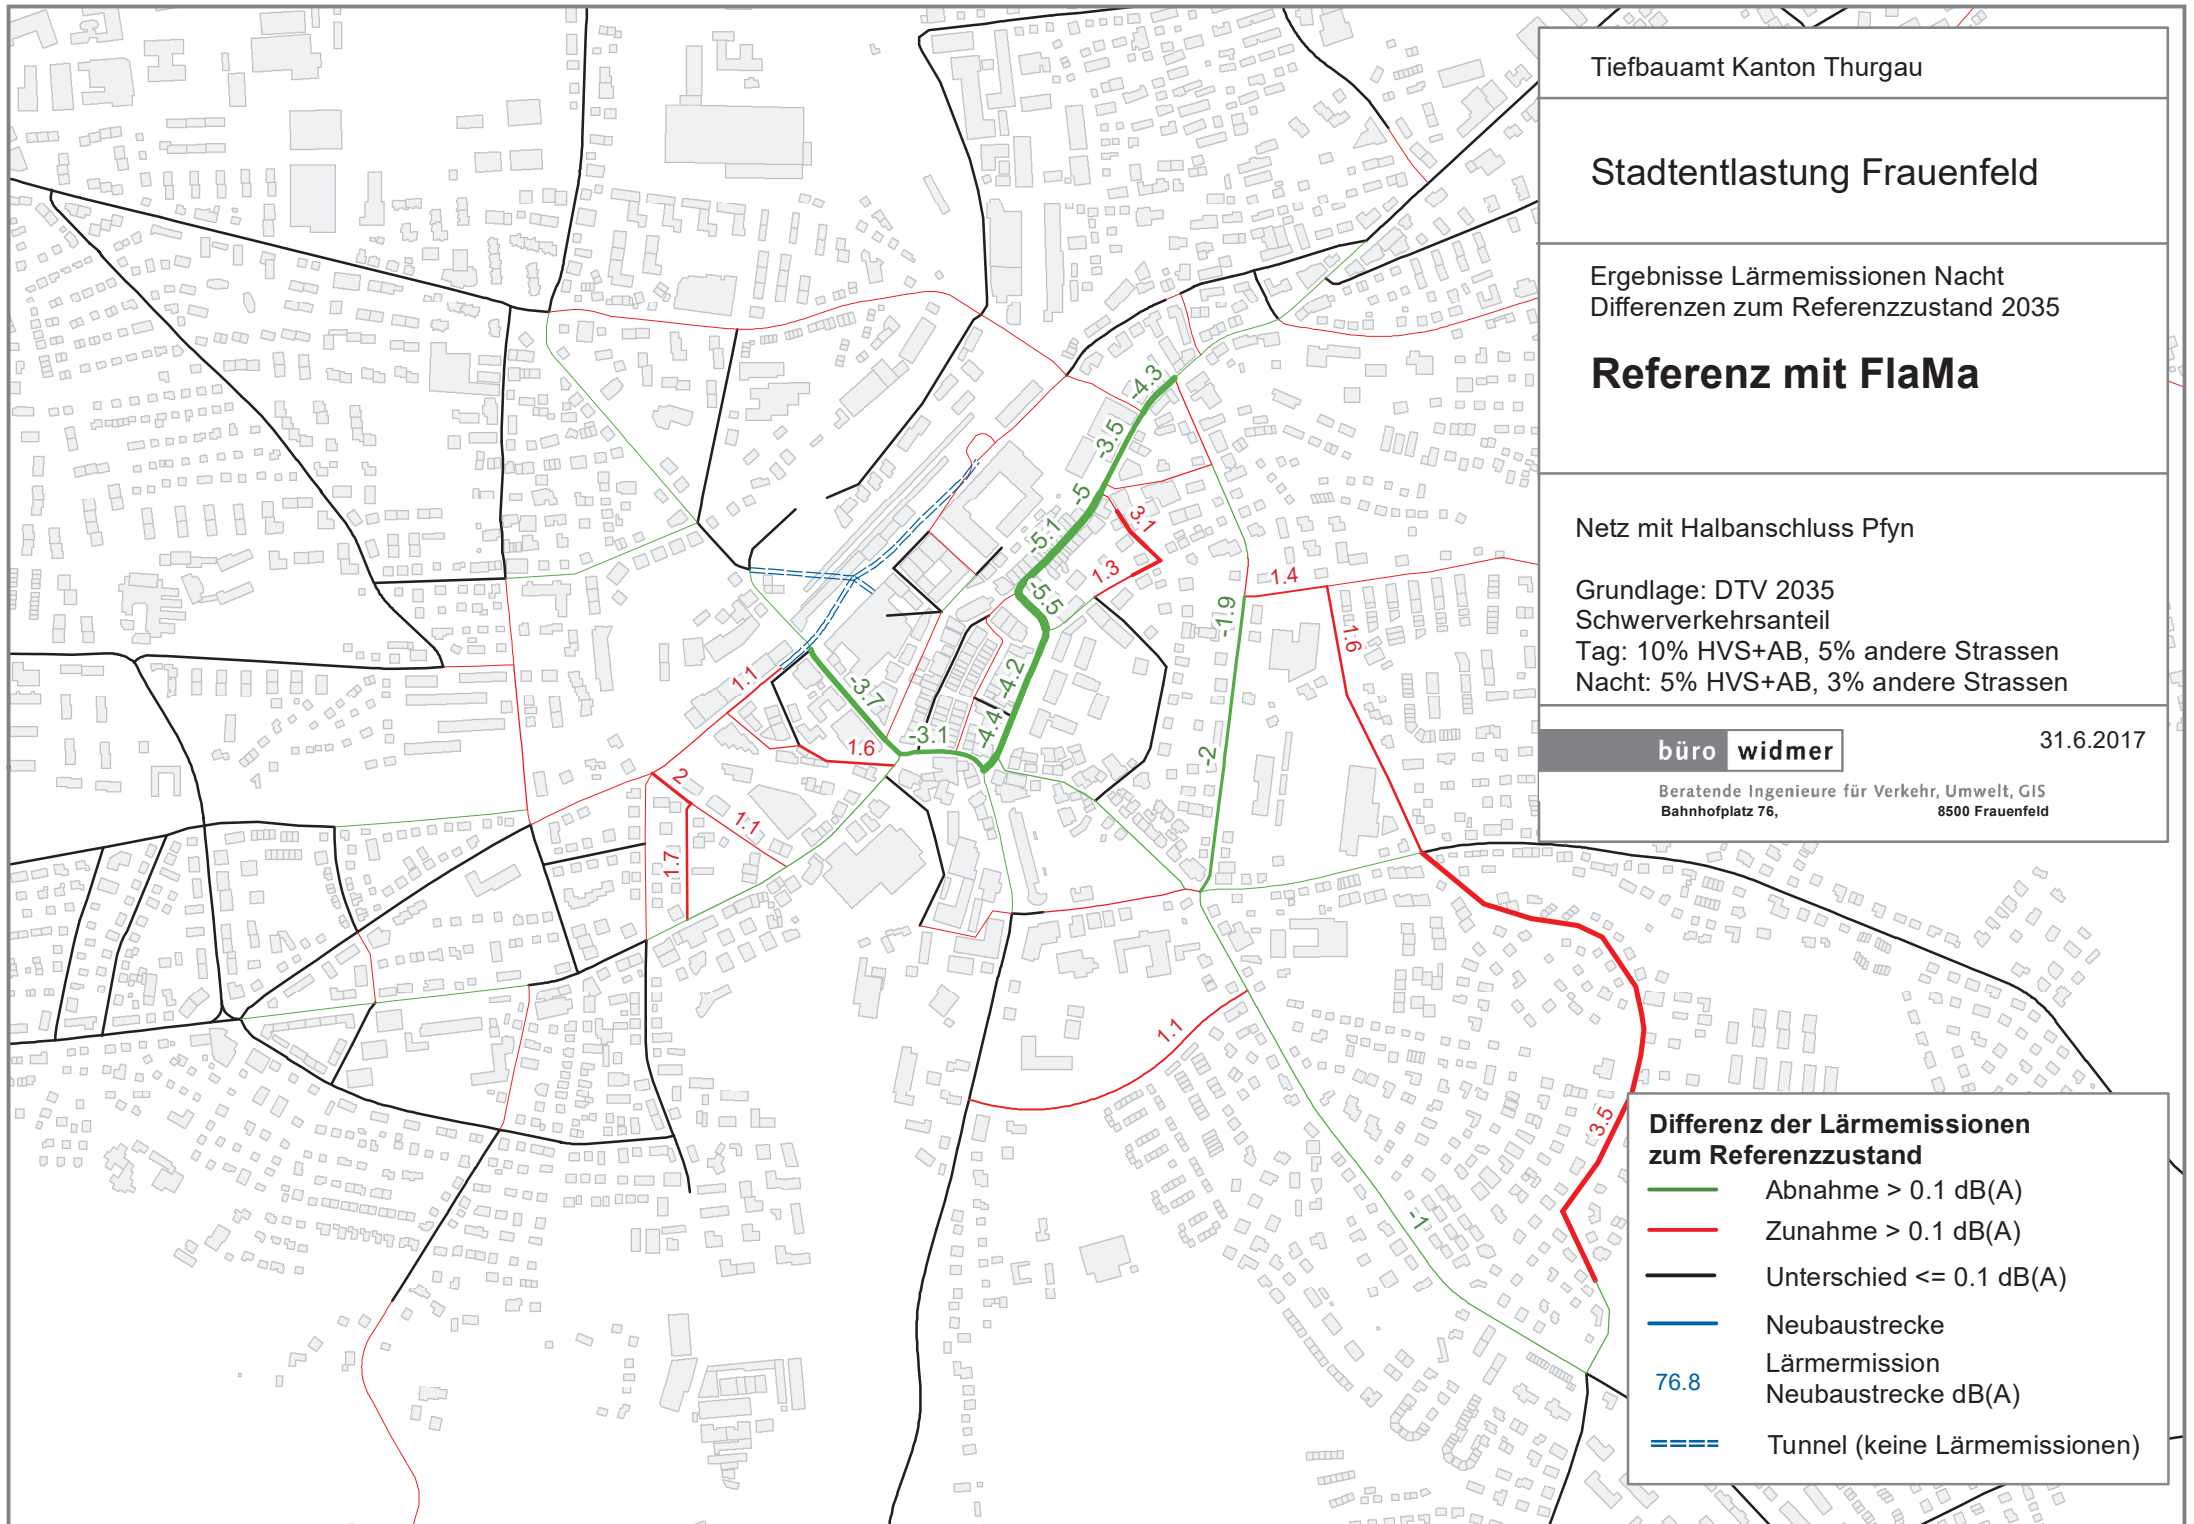 Tiefbauamt Kanton Thurgau
Stadtentlastung Frauenfeld
Ergebnisse Lärmemissionen Nacht
Differenzen zum Referenzzustand 2035
Referenz mit FlaMa
Netz mit Halbanschluss Pfyn
Grundlage: DTV 2035
Schwerverkehrsanteil
Tag: 10% HVS+AB, 5% andere Strassen
Nacht: 5% HVS+AB, 3% andere Strassen
büro widmer
31.6.2017
Beratende Ingenieure für Verkehr, Umwelt, GIS
Bahnhofplatz 76, 8500 Frauenfeld
-4.3
-3.5
-5
3.1
-5.1
1.3
1.4
-5.5
-1.9
1.6
1.1
-3.7
-4.2
-4.4
-3.1
1.6
-2
2
1.1
1.7
1.1
3.5
-1
Differenz der Lärmemissionen
zum Referenzzustand
Abnahme > 0.1 dB(A)
Zunahme > 0.1 dB(A)
Unterschied <= 0.1 dB(A)
Neubaustrecke
76.8
Lärmermission
Neubaustrecke dB(A)
Tunnel (keine Lärmemissionen)